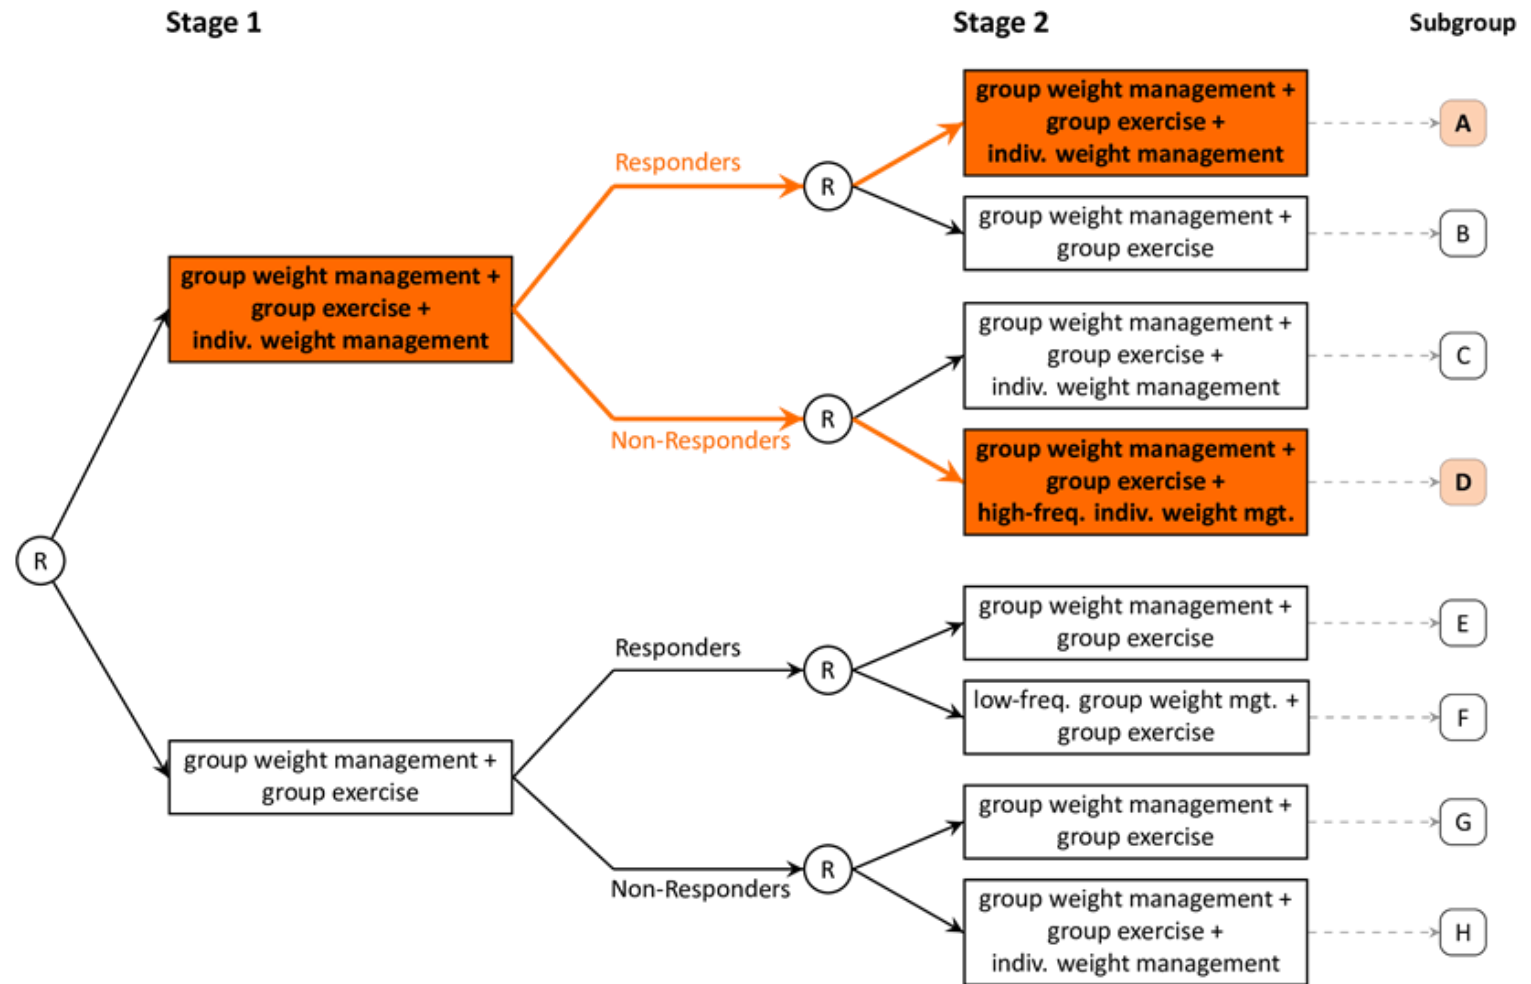 Stage 1
Stage 2
Subgroup
group weight management +
group exercise +
indiv. weight management
A
Responders
R
group weight management +
group exercise
B
group weight management +
group exercise +
indiv. weight management
group weight management +
group exercise +
indiv. weight management
C
R
Non-Responders
group weight management +
group exercise +
high-freq. indiv. weight mgt.
D
R
group weight management +
group exercise
E
Responders
R
low-freq. group weight mgt. +
group exercise
F
group weight management +
group exercise
group weight management +
group exercise
G
R
Non-Responders
group weight management +
group exercise +
indiv. weight management
H